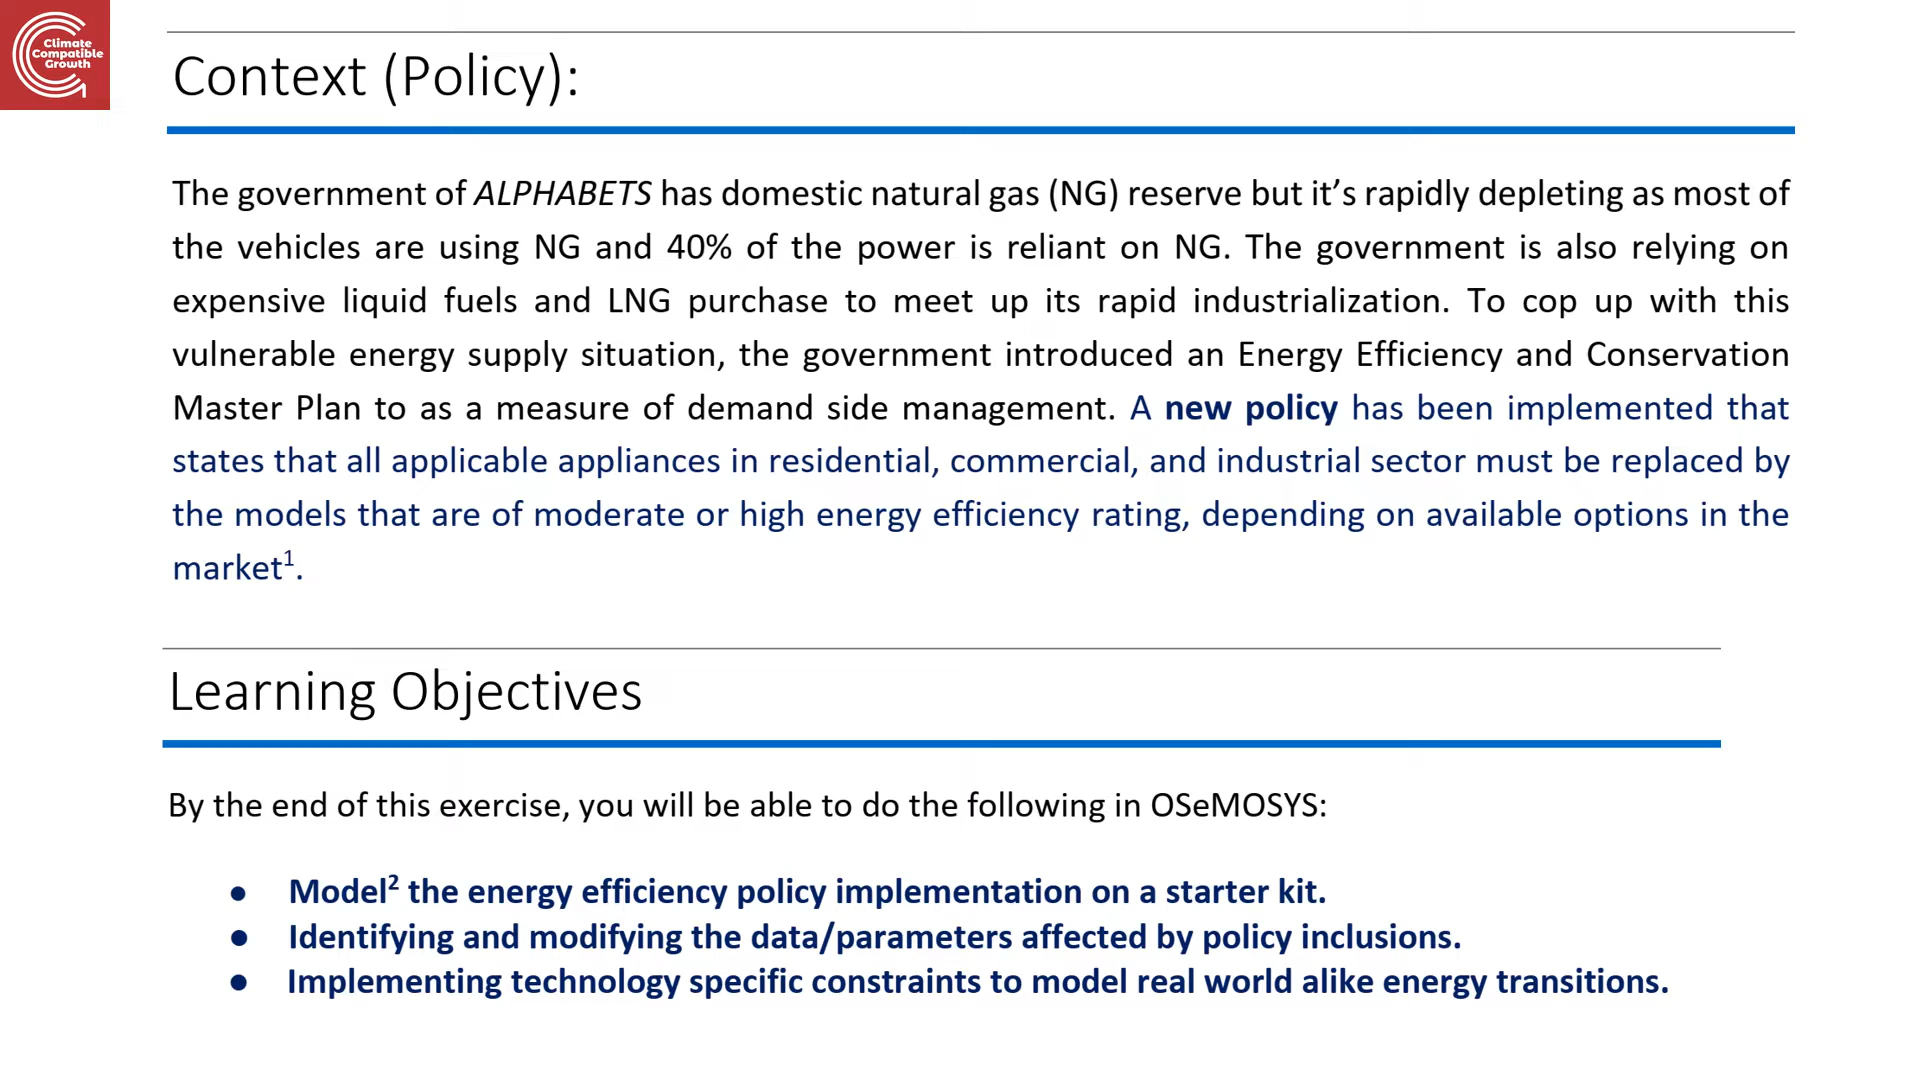 Climate
Compatible
Growth
Context (Policy):
The government of ALPHABETS has domestic natural gas (NG) reserve but it’s rapidly depleting as most of
the vehicles are using NG and 40% of the power is reliant on NG. The government is also relying on
expensive liquid fuels and LNG purchase to meet up its rapid industrialization. To cop up with this
vulnerable energy supply situation, the government introduced an Energy Efficiency and Conservation
Master Plan to as a measure of demand side management. A new policy has been implemented that
states that all applicable appliances in residential, commercial, and industrial sector must be replaced by
the models that are of moderate or high energy efficiency rating, depending on available options in the
market¹.
Learning Objectives
By the end of this exercise, you will be able to do the following in OSeMOSYS:
● Model² the energy efficiency policy implementation on a starter kit.
● Identifying and modifying the data/parameters affected by policy inclusions.
● Implementing technology specific constraints to model real world alike energy transitions.